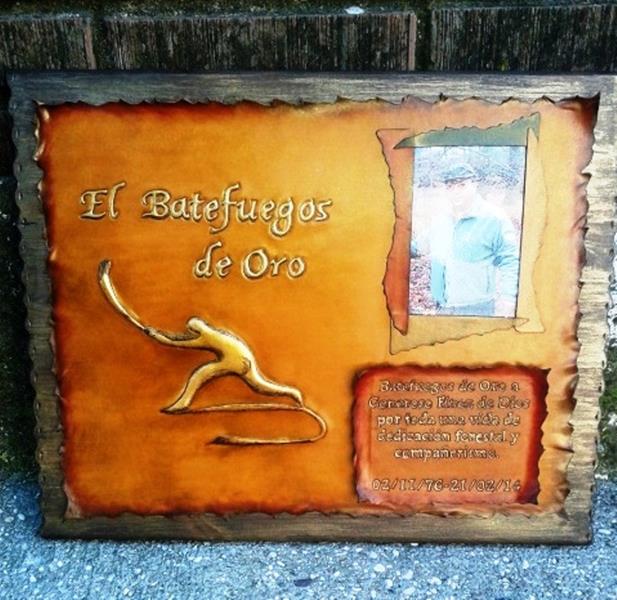 El Batefuegos
de Oro
Batefuegos de Oro a
de Dios
por toda una vida de
dedicación forestal y
compañerismo.
02/11/76-21/02/14